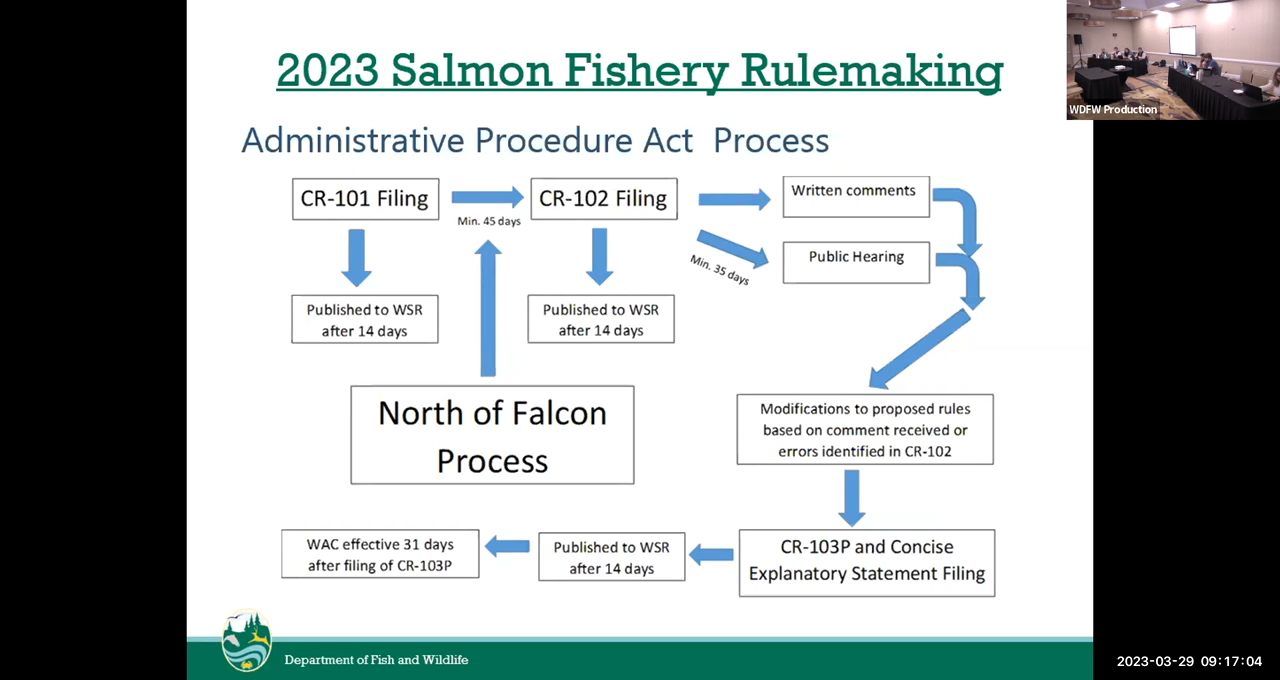 2023 Salmon Fishery Rulemaking
WDFW Production
Administrative Procedure Act Process
CR-101 Filing
Min. 45 days
CR-102 Filing
Written comments
Min. 35 days
Public Hearing
Published to WSR
after 14 days
Published to WSR
after 14 days
North of Falcon
Process
Modifications to proposed rules
based on comment received or
errors identified in CR-102
CR-103P and Concise
Explanatory Statement Filing
Published to WSR
after 14 days
WAC effective 31 days
after filing of CR-103P
Department of Fish and Wildlife
2023-03-29 09:17:04